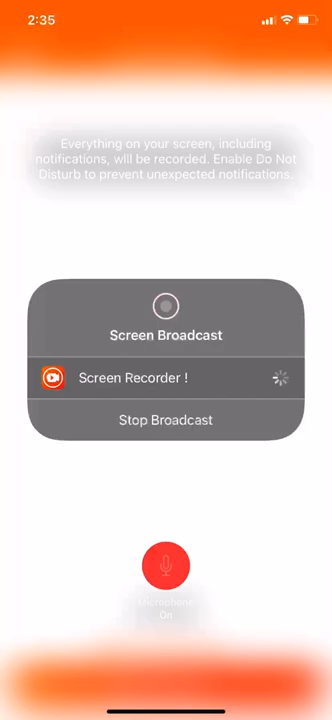 2:35
Everything on your screen, including
notifications, will be recorded. Enable Do Not
Disturb to prevent unexpected notifications.
Screen Broadcast
Screen Recorder !
Stop Broadcast
Microphone
On